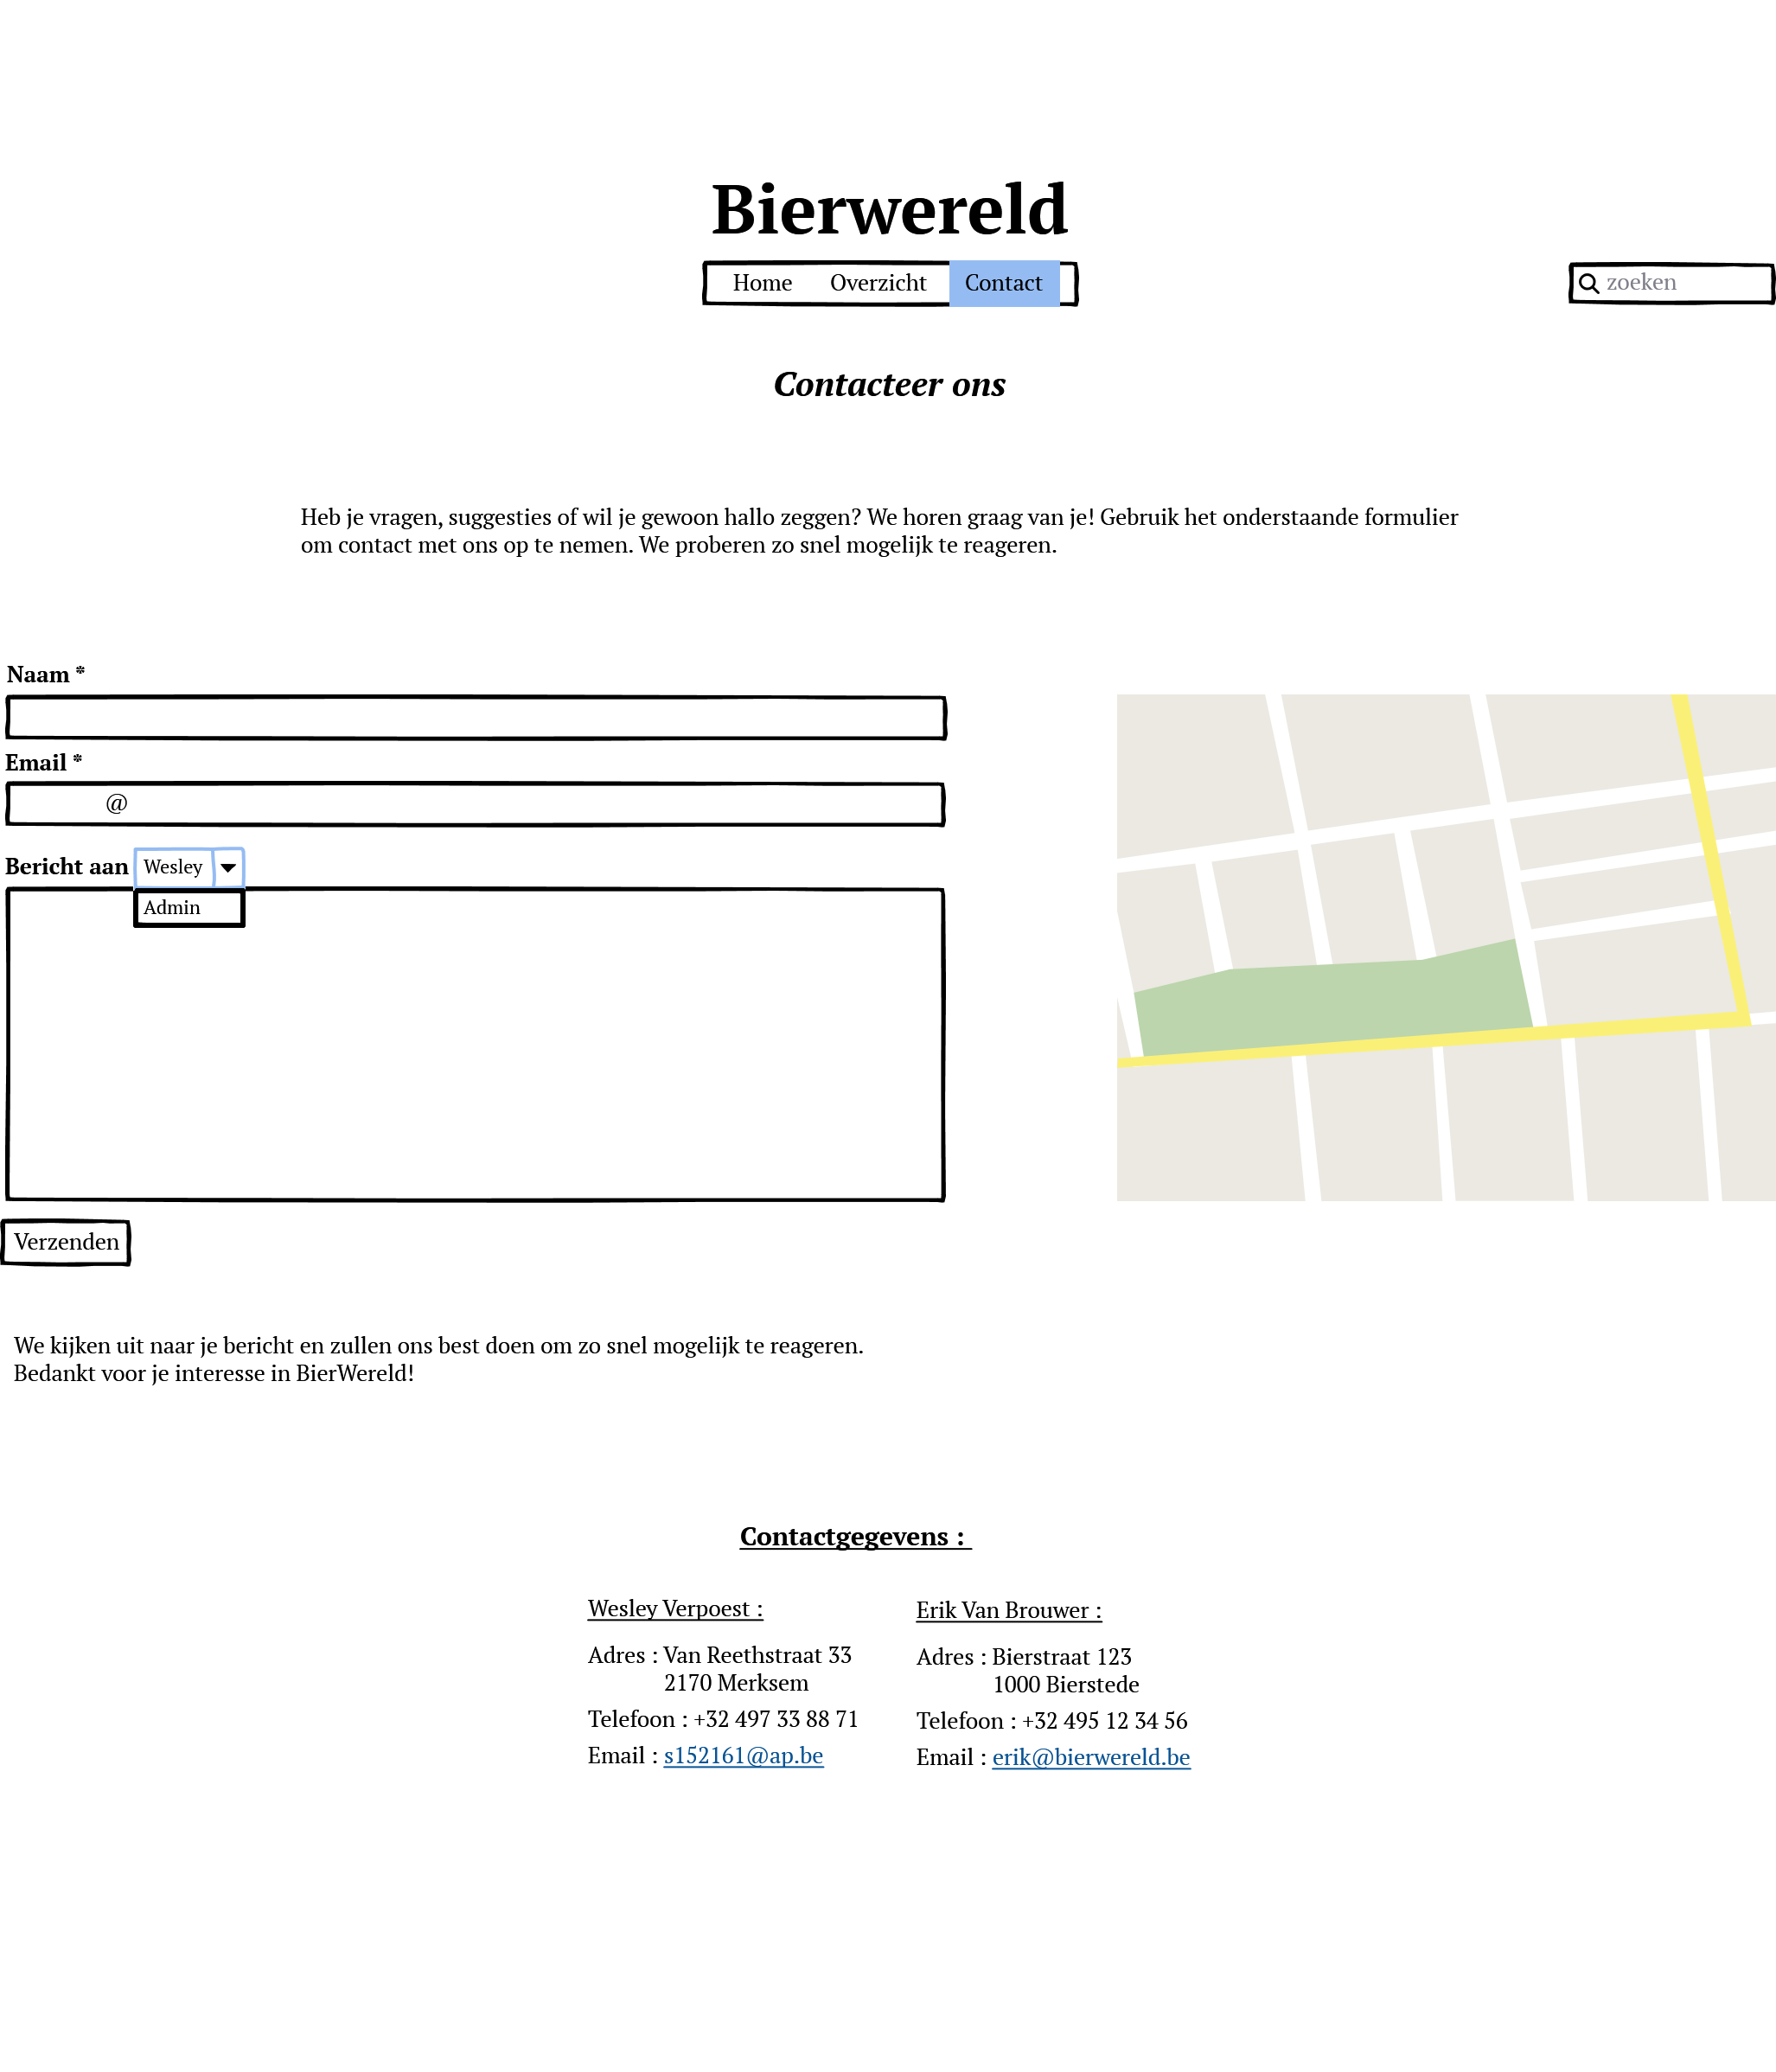 Bierwereld
Home Overzicht Contact
zoeken
Contacteer ons
Heb je vragen, suggesties of wil je gewoon hallo zeggen? We horen graag van je! Gebruik het onderstaande formulier
om contact met ons op te nemen. We proberen zo snel mogelijk te reageren.
Naam *
Email *
@
Bericht aan Wesley
Admin
Verzenden
We kijken uit naar je bericht en zullen ons best doen om zo snel mogelijk te reageren.
Bedankt voor je interesse in BierWereld!
Contactgegevens :
Wesley Verpoest :
Adres : Van Reethstraat 33
2170 Merksem
Telefoon : +32 497 33 88 71
Email : s152161@ap.be
Erik Van Brouwer :
Adres : Bierstraat 123
1000 Bierstede
Telefoon : +32 495 12 34 56
Email : erik@bierwereld.be